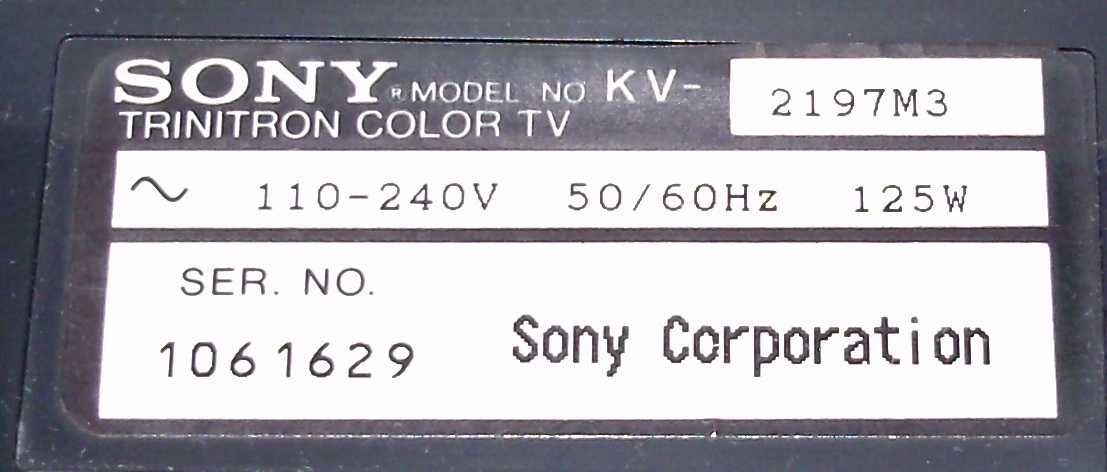 SONY® MODEL NO. KV- 2197M3
TRINITRON COLOR TV
~ 110-240V 50/60Hz 125W
SER. NO.
1061629 Sony Corporation